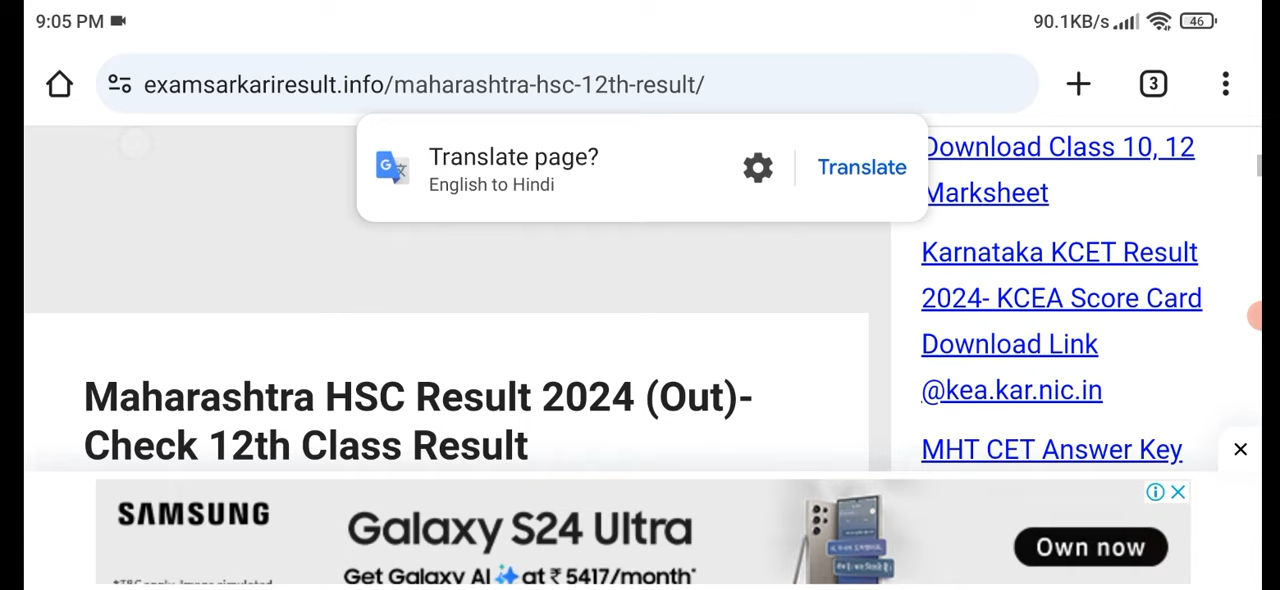 9:05 PM
90.1KB/s
46
examsarkariresult.info/maharashtra-hsc-12th-result/
3
Translate page?
English to Hindi
Translate
Download Class 10, 12
Marksheet
Karnataka KCET Result
2024- KCEA Score Card
Download Link
@kea.kar.nic.in
MHT CET Answer Key
Maharashtra HSC Result 2024 (Out)-
Check 12th Class Result
SAMSUNG
Galaxy S24 Ultra
Get Galaxy AI at ₹ 5417/month*
Own now